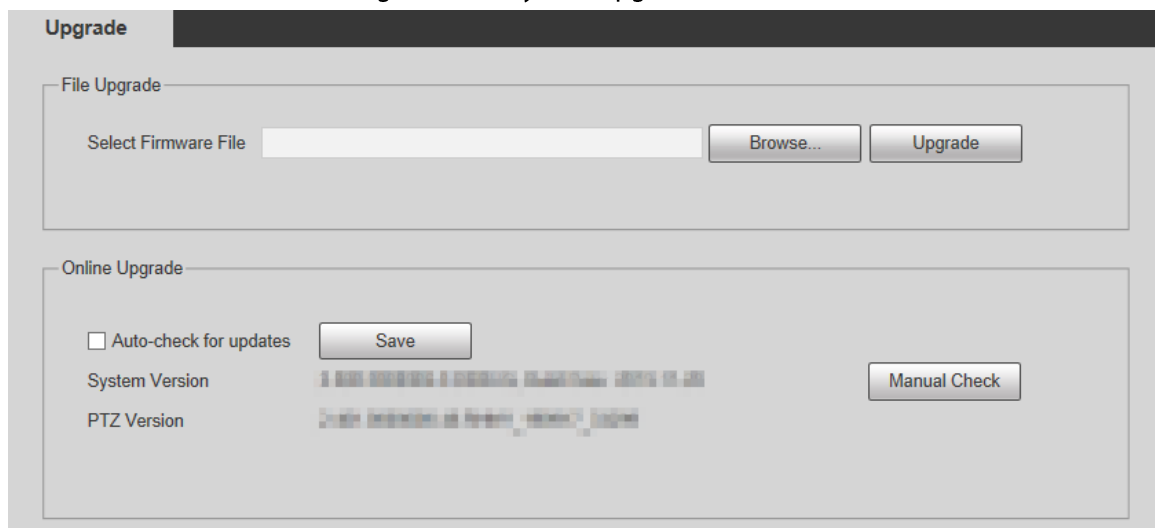 Upgrade
File Upgrade
Select Firmware File Browse... Upgrade
Online Upgrade
Auto-check for updates Save
System Version Manual Check
PTZ Version